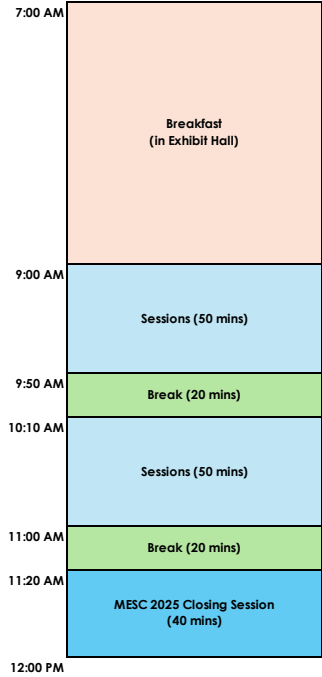 7:00 AM
Breakfast
(in Exhibit Hall)
9:00 AM
Sessions (50 mins)
9:50 AM
Break (20 mins)
10:10 AM
Sessions (50 mins)
11:00 AM
Break (20 mins)
11:20 AM
MESC 2025 Closing Session
(40 mins)
12:00 PM